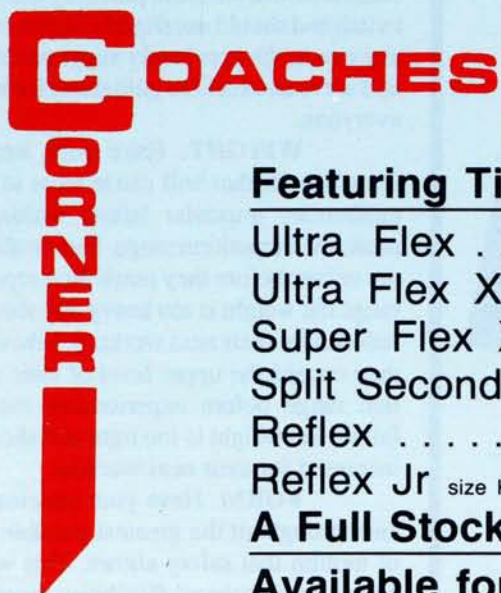 COACHES
CORNER
Featuring Ti
Ultra Flex .
Ultra Flex X
Super Flex .
Split Second
Reflex ......
Reflex Jr size
A Full Stock
Available for